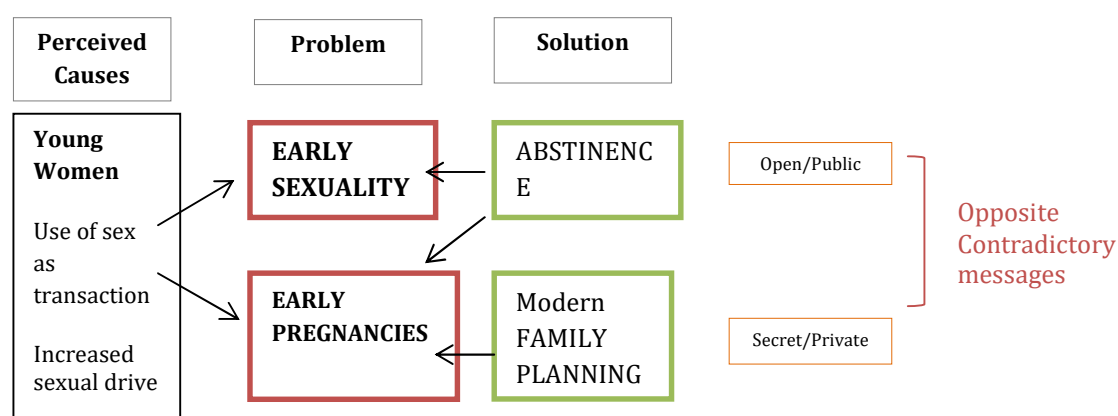 Perceived
Causes
Problem
Solution
Young
Women
Use of sex
as
transaction
Increased
sexual drive
EARLY
SEXUALITY
EARLY
PREGNANCIES
ABSTINENC
E
Modern
FAMILY
PLANNING
Open/Public
Secret/Private
Opposite
Contradictory
messages